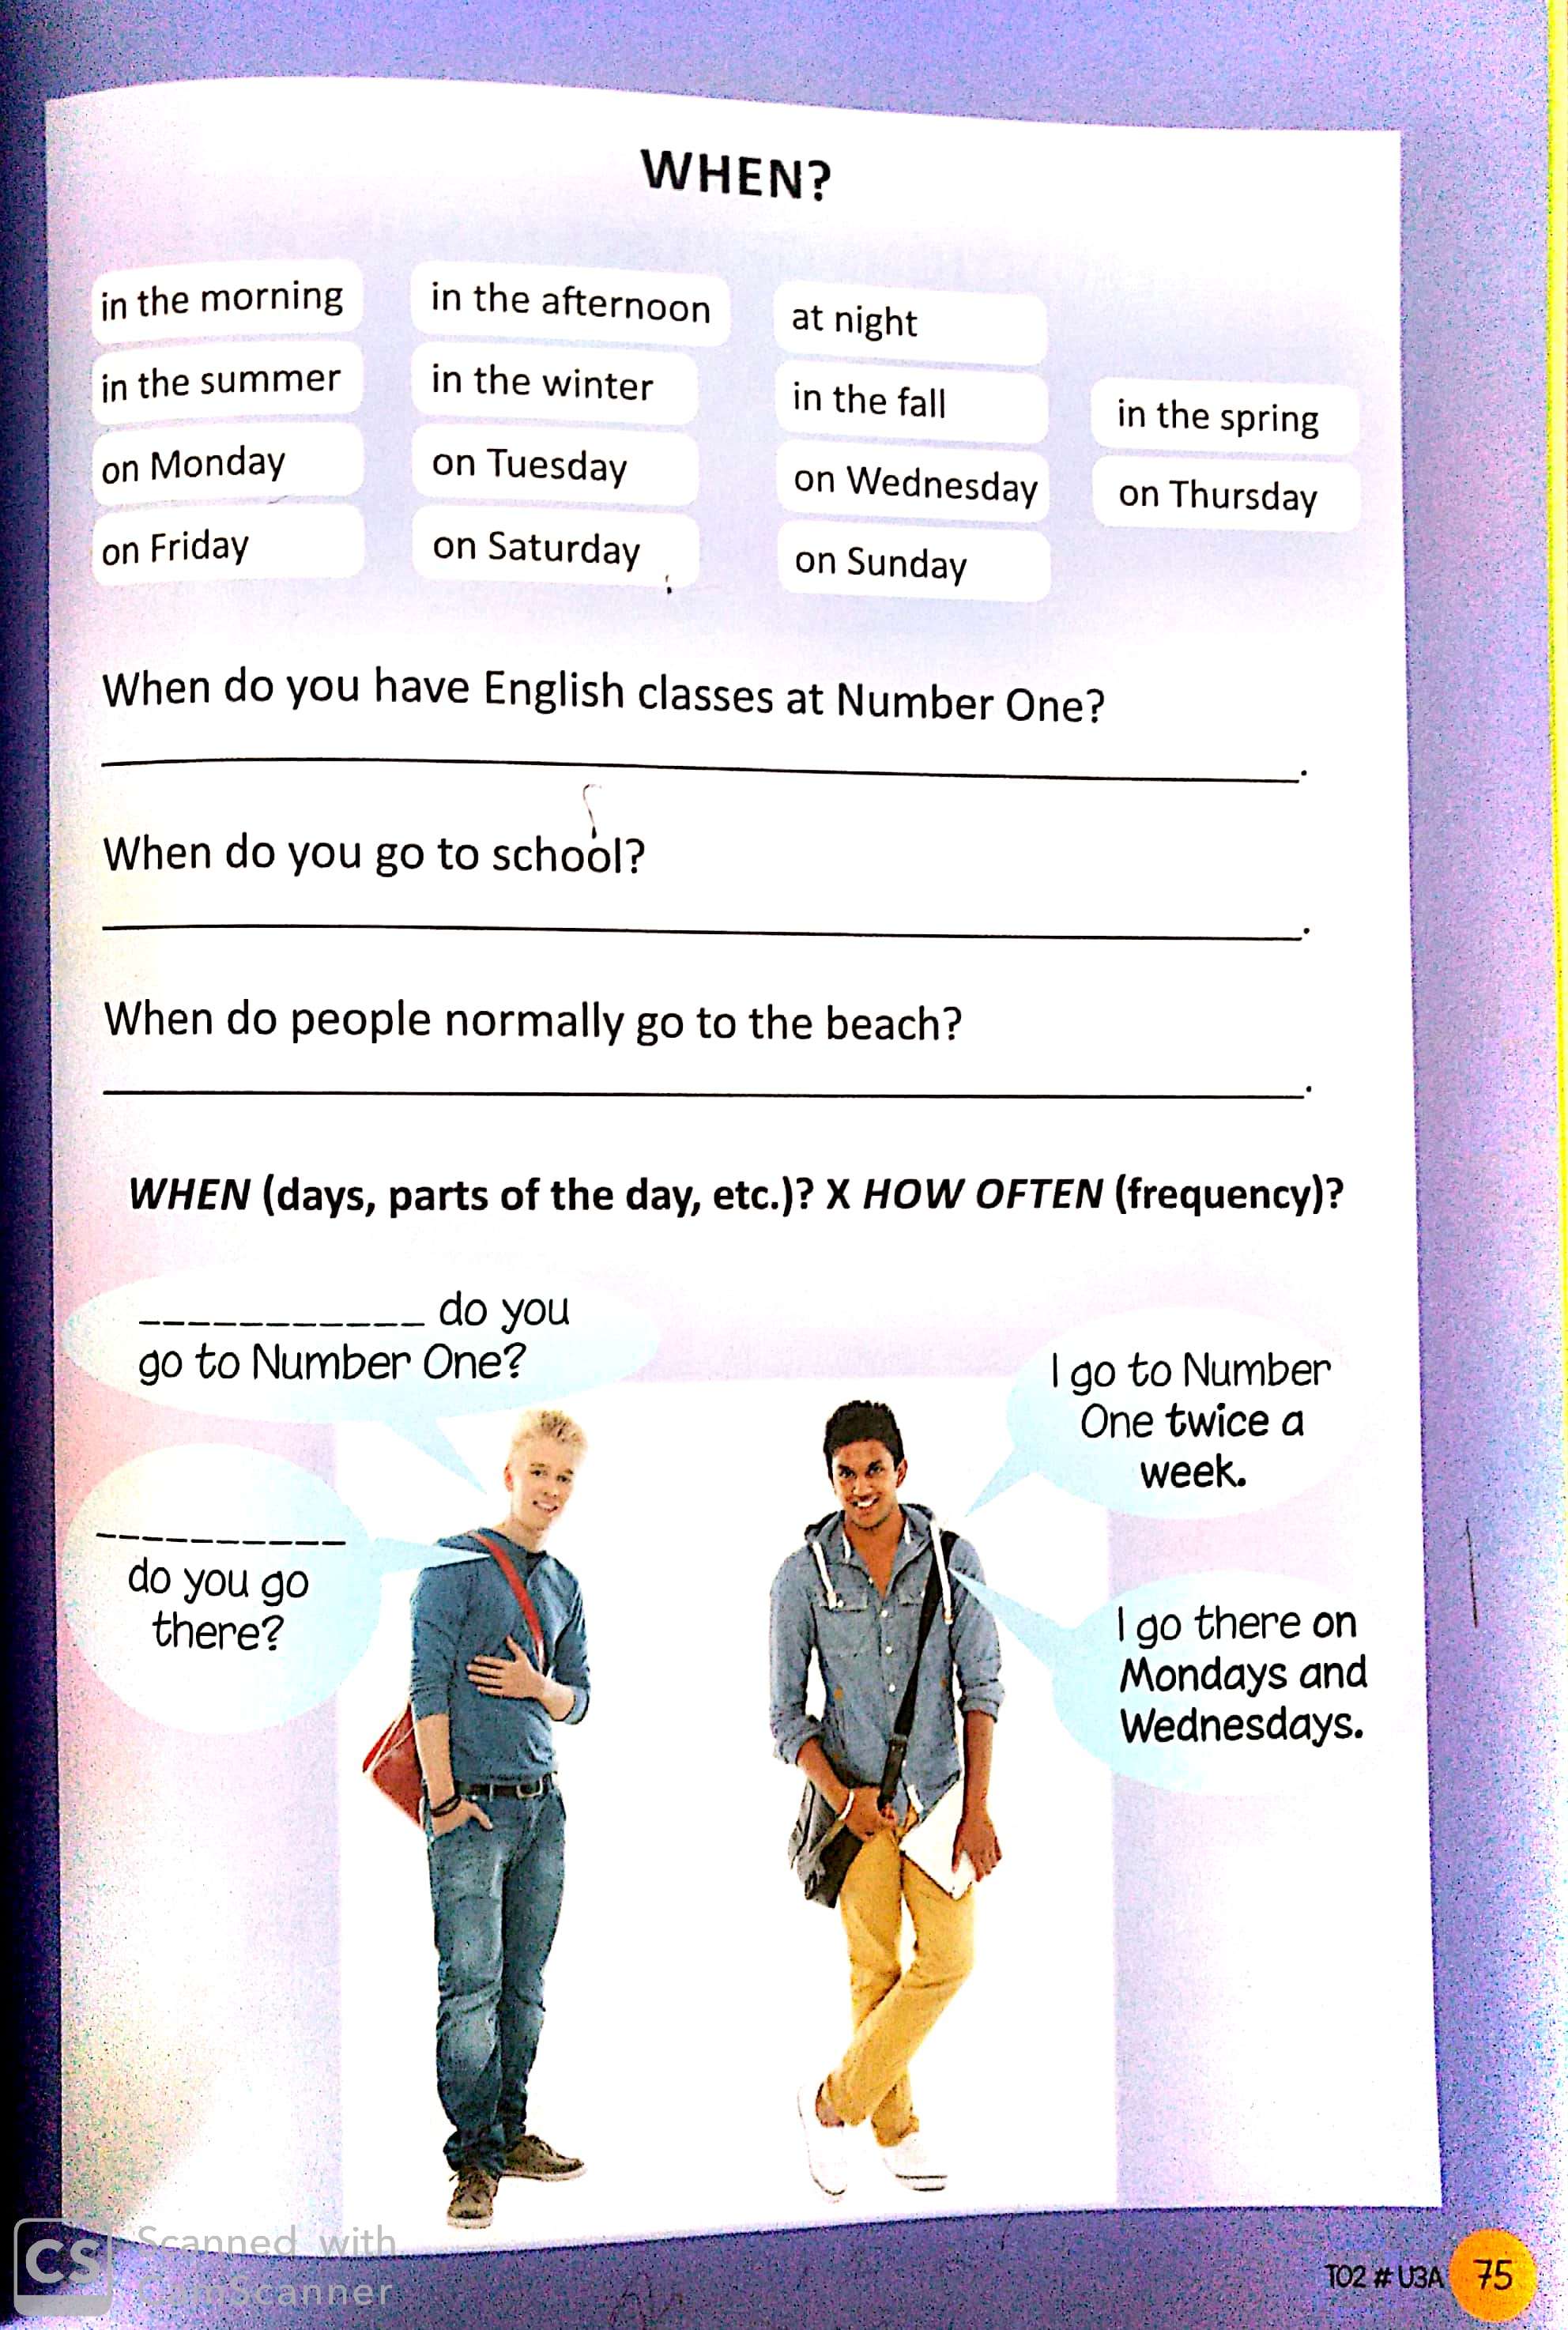 WHEN?
in the morning in the afternoon at night
in the summer in the winter in the fall in the spring
on Monday on Tuesday on Wednesday on Thursday
on Friday on Saturday on Sunday
When do you have English classes at Number One?
.
When do you go to school?
.
When do people normally go to the beach?
.
WHEN (days, parts of the day, etc.)? X HOW OFTEN (frequency)?
____________ do you
go to Number One?
I go to Number
One twice a
week.
___________
do you go
there?
I go there on
Mondays and
Wednesdays.
CS Scanned with
CamScanner
TO2 # U3A 75